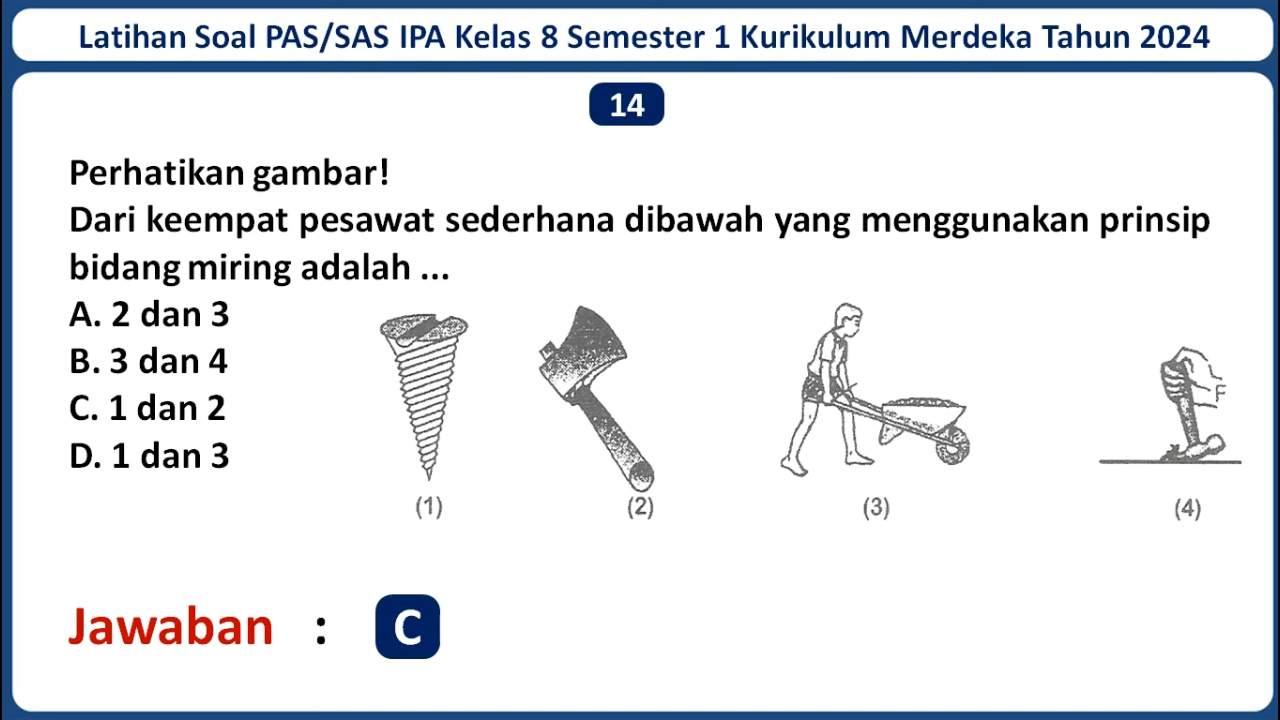 Latihan Soal PAS/SAS IPA Kelas 8 Semester 1 Kurikulum Merdeka Tahun 2024
14
Perhatikan gambar!
Dari keempat pesawat sederhana dibawah yang menggunakan prinsip
bidang miring adalah ...
A. 2 dan 3
B. 3 dan 4
C. 1 dan 2
D. 1 dan 3
(1)
(2)
(3)
(4)
Jawaban : C